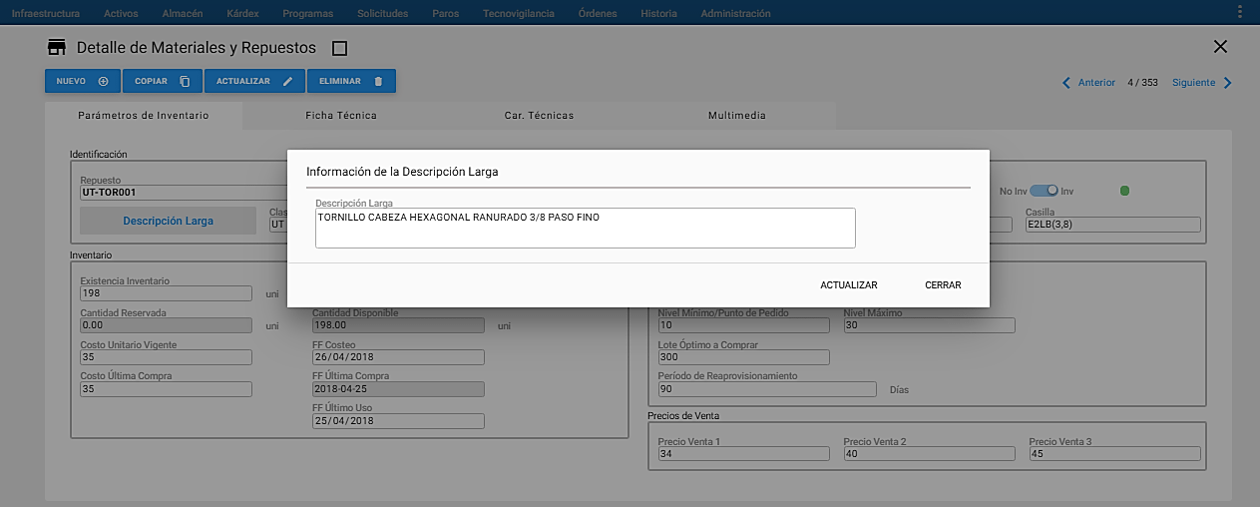 Infraestructura Activos Almacén Kárdex Programas Solicitudes Paros Tecnovigilancia Órdenes Historia Administración
Detalle de Materiales y Repuestos
NUEVO COPIAR ACTUALIZAR ELIMINAR
Anterior 4 / 353 Siguiente
Parámetros de Inventario Ficha Técnica Car. Técnicas Multimedia
Identificación
Repuesto
UT-TOR001
No Inv Inv
Descripción Larga
Clas
UT
Casilla
E2LB(3,8)
Información de la Descripción Larga
Descripción Larga
TORNILLO CABEZA HEXAGONAL RANURADO 3/8 PASO FINO
ACTUALIZAR CERRAR
Inventario
Existencia Inventario
198 uni
Cantidad Reservada Cantidad Disponible
0.00 uni 198.00 uni
Costo Unitario Vigente FF Costeo
35 26/04/2018
Costo Última Compra FF Última Compra
35 2018-04-25
FF Último Uso
25/04/2018
Nivel Minimo/Punto de Pedido Nivel Máximo
10 30
Lote Óptimo a Comprar
300
Período de Reaprovisionamiento
90 Días
Precios de Venta
Precio Venta 1 Precio Venta 2 Precio Venta 3
34 40 45